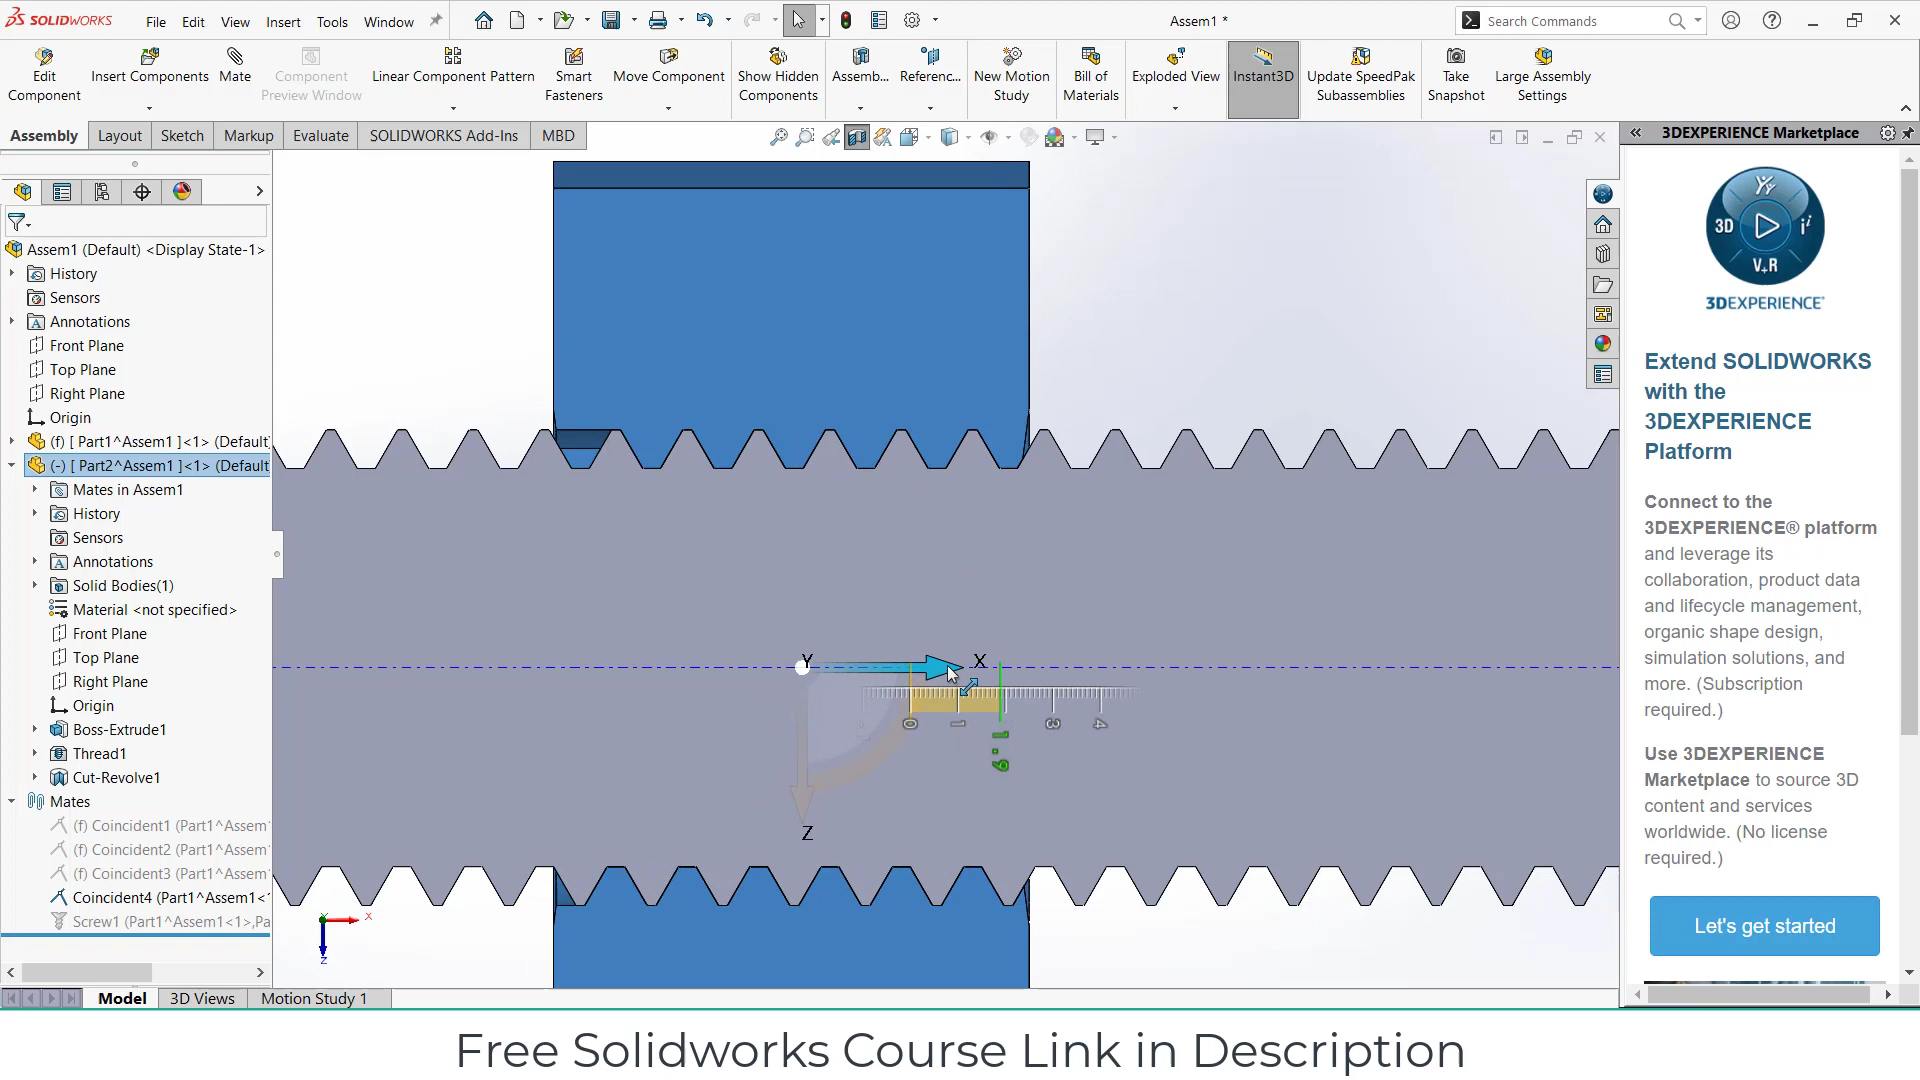 SOLIDWORKS File Edit View Insert Tools Window Assem1 * Search Commands
Edit Component
Insert Components
Mate
Component Preview Window
Linear Component Pattern
Smart Fasteners
Move Component
Show Hidden Components
Assemb...
Referenc...
New Motion Study
Bill of Materials
Exploded View
Instant3D
Update SpeedPak Subassemblies
Take Snapshot
Large Assembly Settings
Assembly Layout Sketch Markup Evaluate SOLIDWORKS Add-Ins MBD
Assem1 (Default) <Display State-1>
History
Sensors
Annotations
Front Plane
Top Plane
Right Plane
Origin
(f) [ Part1^Assem1 ]<1> (Default
(-) [ Part2^Assem1 ]<1> (Default
Mates in Assem1
History
Sensors
Annotations
Solid Bodies(1)
Material <not specified>
Front Plane
Top Plane
Right Plane
Origin
Boss-Extrude1
Thread1
Cut-Revolve1
Mates
(f) Coincident1 (Part1^Assem
(f) Coincident2 (Part1^Assem
(f) Coincident3 (Part1^Assem
Coincident4 (Part1^Assem1<
Screw1 (Part1^Assem1<1>,Pa
Y X
0 1 3 4
1.9
Z
X
Z
Model 3D Views Motion Study 1
3DEXPERIENCE Marketplace
3D V+R
3DEXPERIENCE®
Extend SOLIDWORKS
with the
3DEXPERIENCE
Platform
Connect to the
3DEXPERIENCE® platform
and leverage its
collaboration, product data
and lifecycle management,
organic shape design,
simulation solutions, and
more. (Subscription
required.)
Use 3DEXPERIENCE
Marketplace to source 3D
content and services
worldwide. (No license
required.)
Let's get started
Free Solidworks Course Link in Description